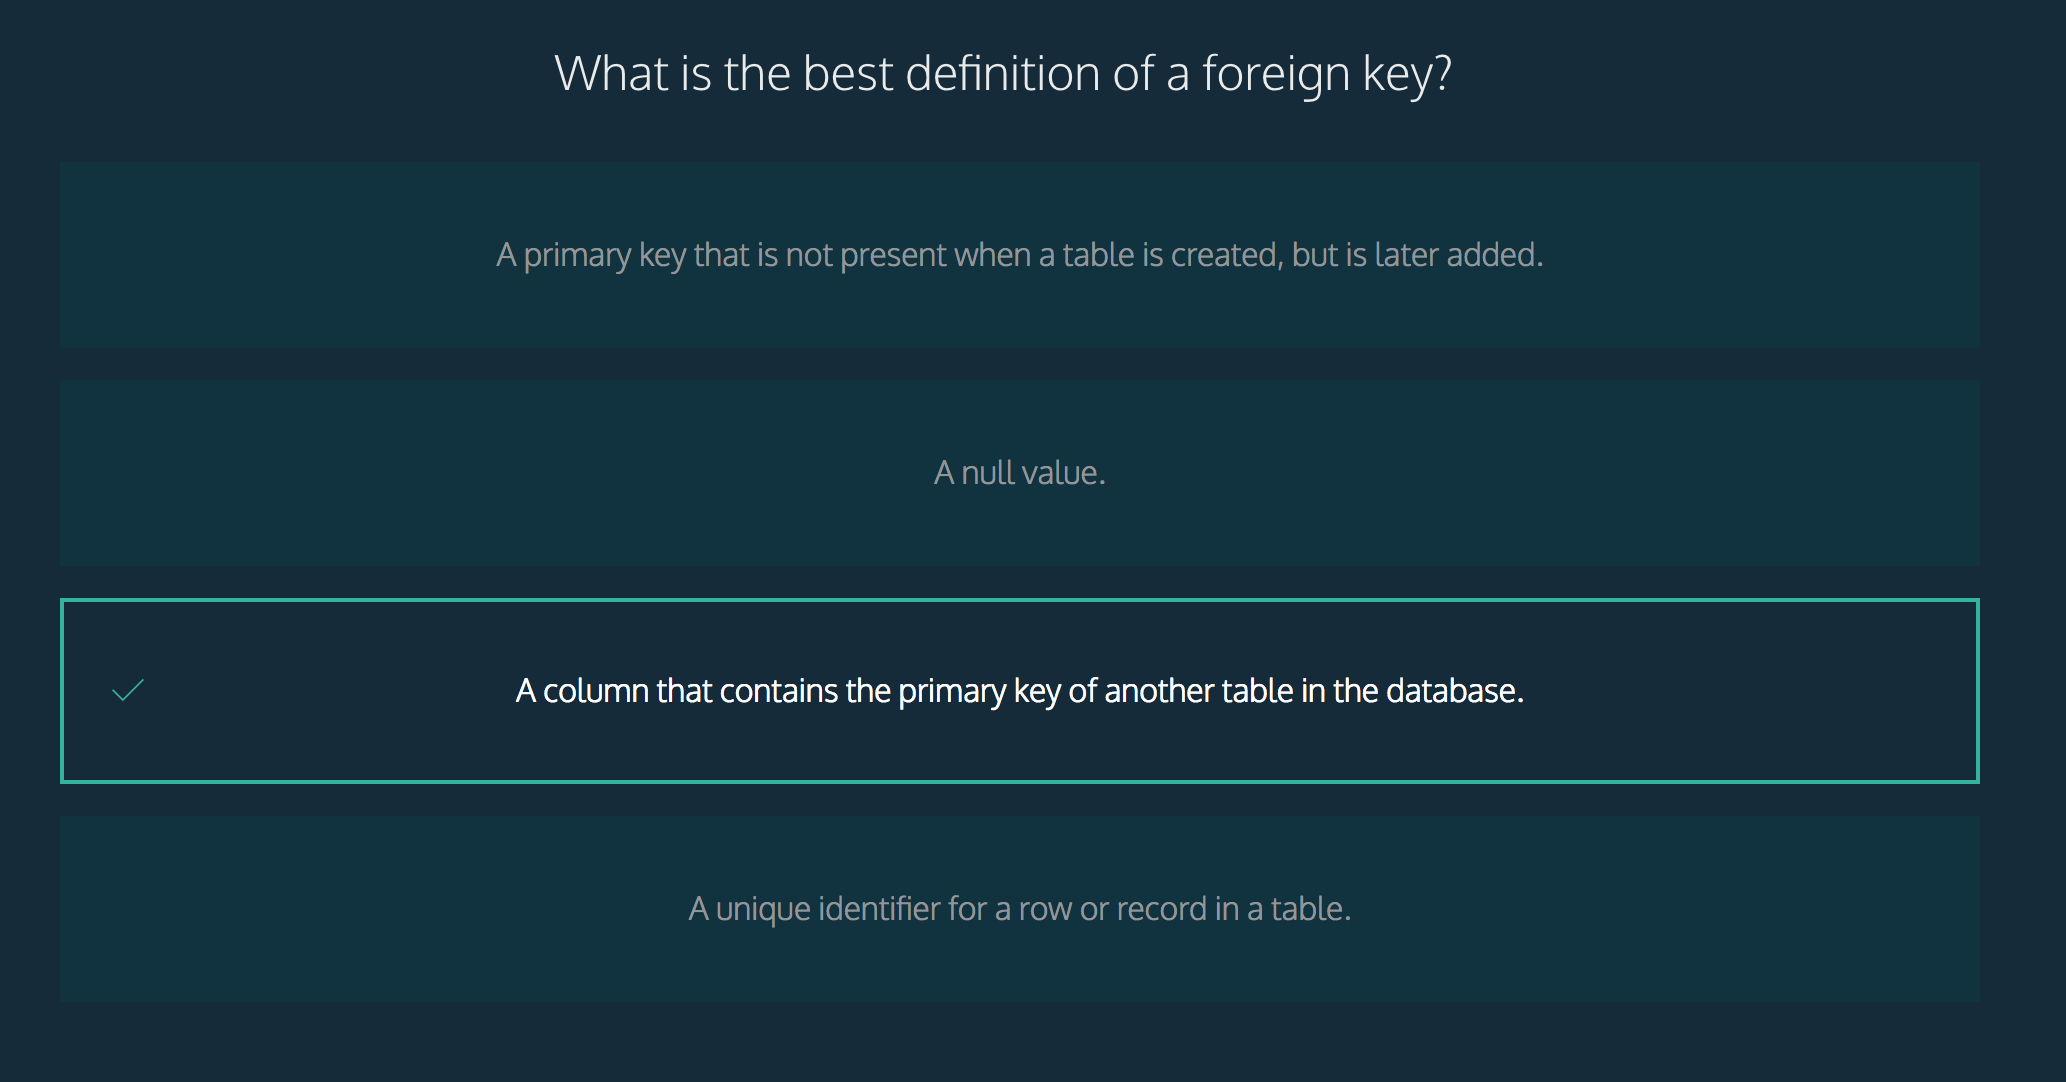 What is the best definition of a foreign key?
A primary key that is not present when a table is created, but is later added.
A null value.
A column that contains the primary key of another table in the database.
A unique identifier for a row or record in a table.